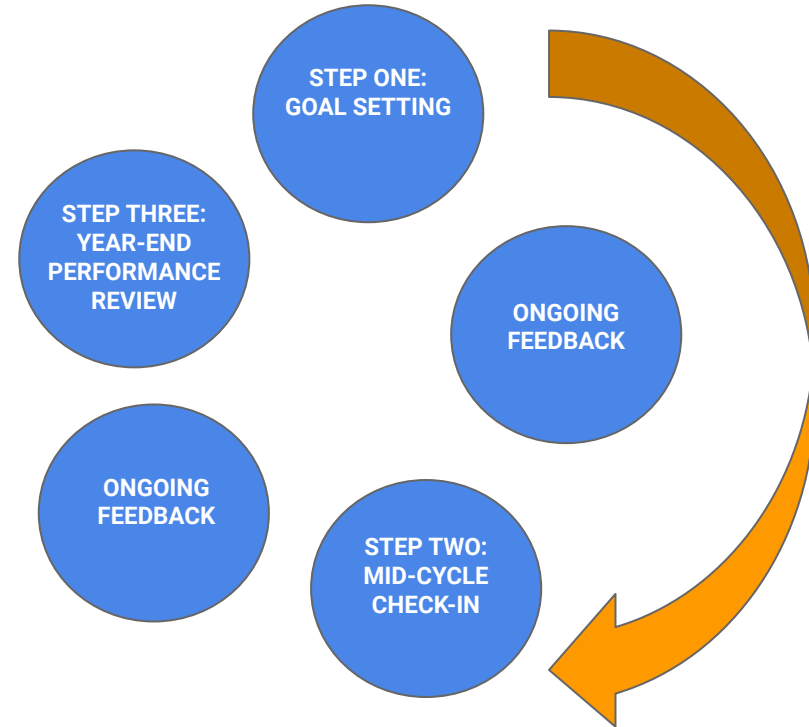 STEP ONE:
GOAL SETTING
ONGOING
FEEDBACK
STEP TWO:
MID-CYCLE
CHECK-IN
ONGOING
FEEDBACK
STEP THREE:
YEAR-END
PERFORMANCE
REVIEW